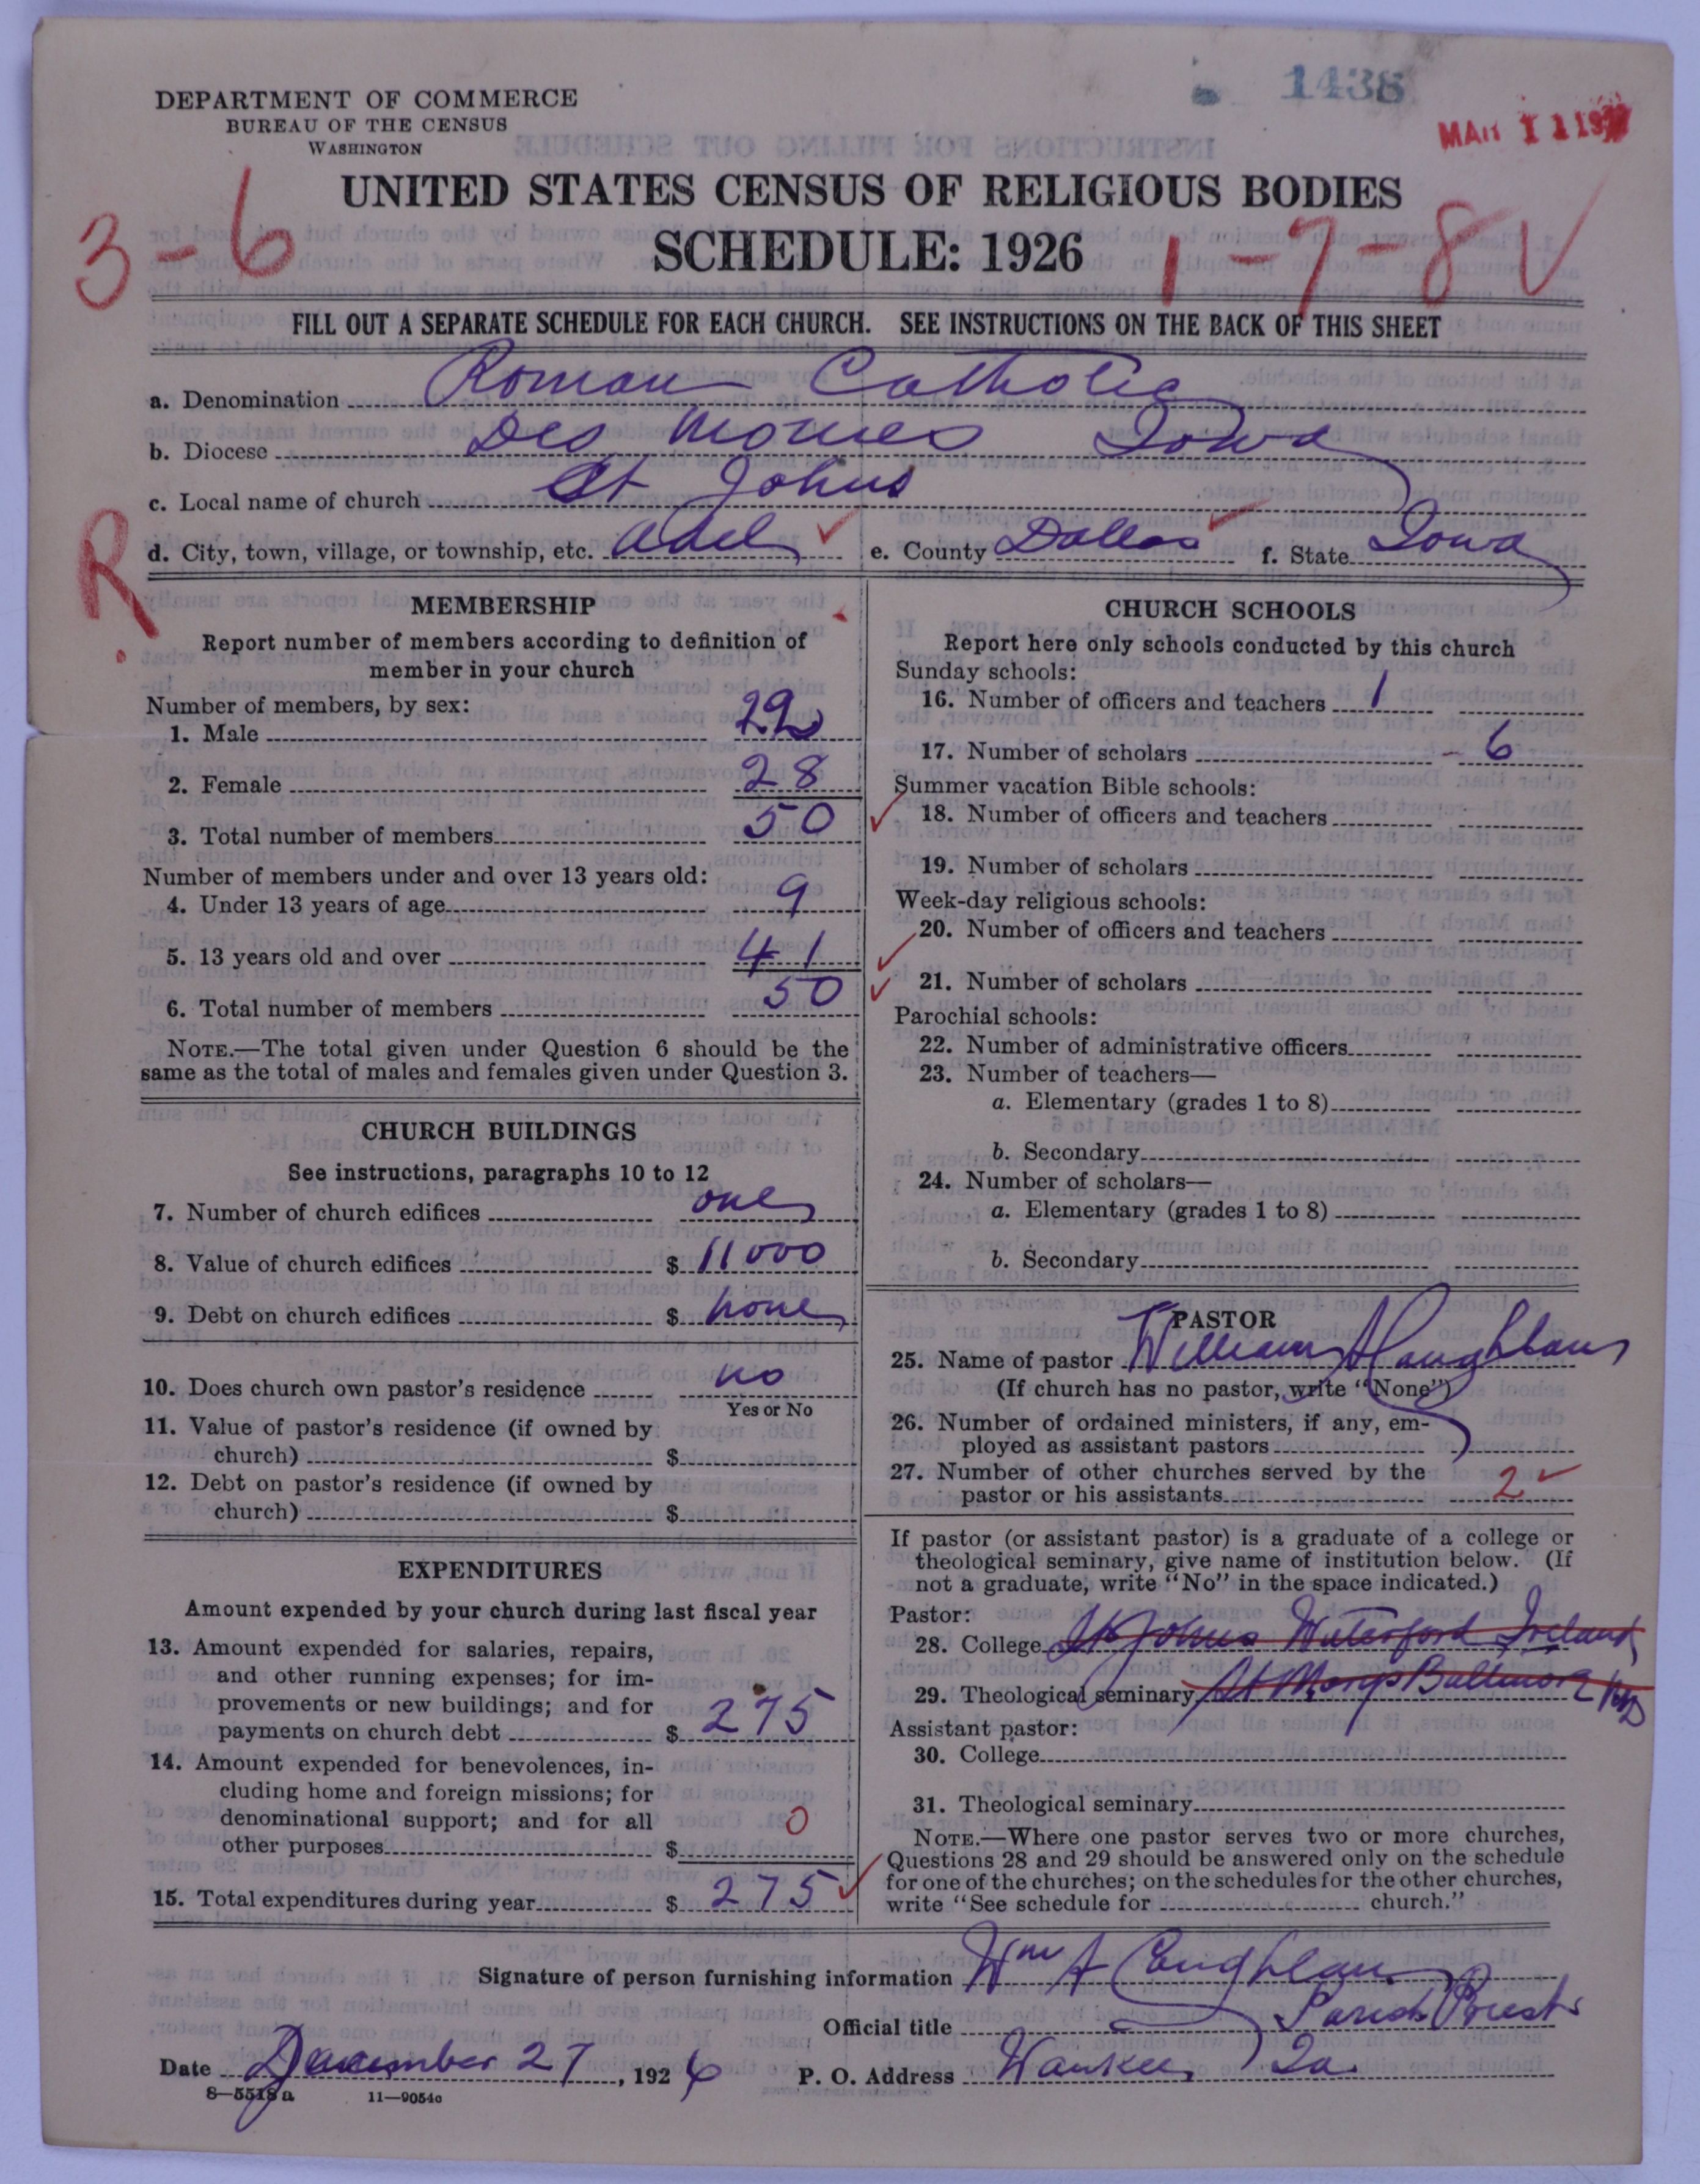 1438
MAR 11 19
DEPARTMENT OF COMMERCE
BUREAU OF THE CENSUS
WASHINGTON
UNITED STATES CENSUS OF RELIGIOUS BODIES
3-6
SCHEDULE: 1926
1-7-8 V
FILL OUT A SEPARATE SCHEDULE FOR EACH CHURCH. SEE INSTRUCTIONS ON THE BACK OF THIS SHEET
a. Denomination Roman Catholic
b. Diocese Des Moines Iowa
c. Local name of church St Johns
R.
d. City, town, village, or township, etc. Adel ✓ e. County Dallas ✓ f. State Iowa
MEMBERSHIP
Report number of members according to definition of
member in your church
Number of members, by sex:
1. Male 22
2. Female 28
3. Total number of members 50
Number of members under and over 13 years old:
4. Under 13 years of age 9
5. 13 years old and over 41
6. Total number of members 50
NOTE.—The total given under Question 6 should be the
same as the total of males and females given under Question 3.
CHURCH BUILDINGS
See instructions, paragraphs 10 to 12
7. Number of church edifices one
8. Value of church edifices $ 11000
9. Debt on church edifices $ none
10. Does church own pastor's residence no
Yes or No
11. Value of pastor's residence (if owned by
church) $
12. Debt on pastor's residence (if owned by
church) $
EXPENDITURES
Amount expended by your church during last fiscal year
13. Amount expended for salaries, repairs,
and other running expenses; for im-
provements or new buildings; and for
payments on church debt $ 275
14. Amount expended for benevolences, in-
cluding home and foreign missions; for
denominational support; and for all
other purposes $ 0
15. Total expenditures during year $ 275 ✓
CHURCH SCHOOLS
Report here only schools conducted by this church
Sunday schools:
16. Number of officers and teachers 1
17. Number of scholars - 6
Summer vacation Bible schools:
✓ 18. Number of officers and teachers
19. Number of scholars
Week-day religious schools:
✓ 20. Number of officers and teachers
✓ 21. Number of scholars
Parochial schools:
22. Number of administrative officers
23. Number of teachers—
a. Elementary (grades 1 to 8)
b. Secondary
24. Number of scholars—
a. Elementary (grades 1 to 8)
b. Secondary
PASTOR
25. Name of pastor William A Coughlan
(If church has no pastor, write "None")
26. Number of ordained ministers, if any, em-
ployed as assistant pastors
27. Number of other churches served by the
pastor or his assistants 2 ✓
If pastor (or assistant pastor) is a graduate of a college or
theological seminary, give name of institution below. (If
not a graduate, write "No" in the space indicated.)
Pastor:
28. College St Johns Waterford Ireland
29. Theological seminary St Marys Baltimore Md
Assistant pastor:
30. College
31. Theological seminary
NOTE.—Where one pastor serves two or more churches,
Questions 28 and 29 should be answered only on the schedule
for one of the churches; on the schedules for the other churches,
write "See schedule for church."
Signature of person furnishing information Wm A Coughlan
Official title Parish Priest
Date December 27, 1926 P. O. Address Waukee, Ia.
8-5518a 11-9054c